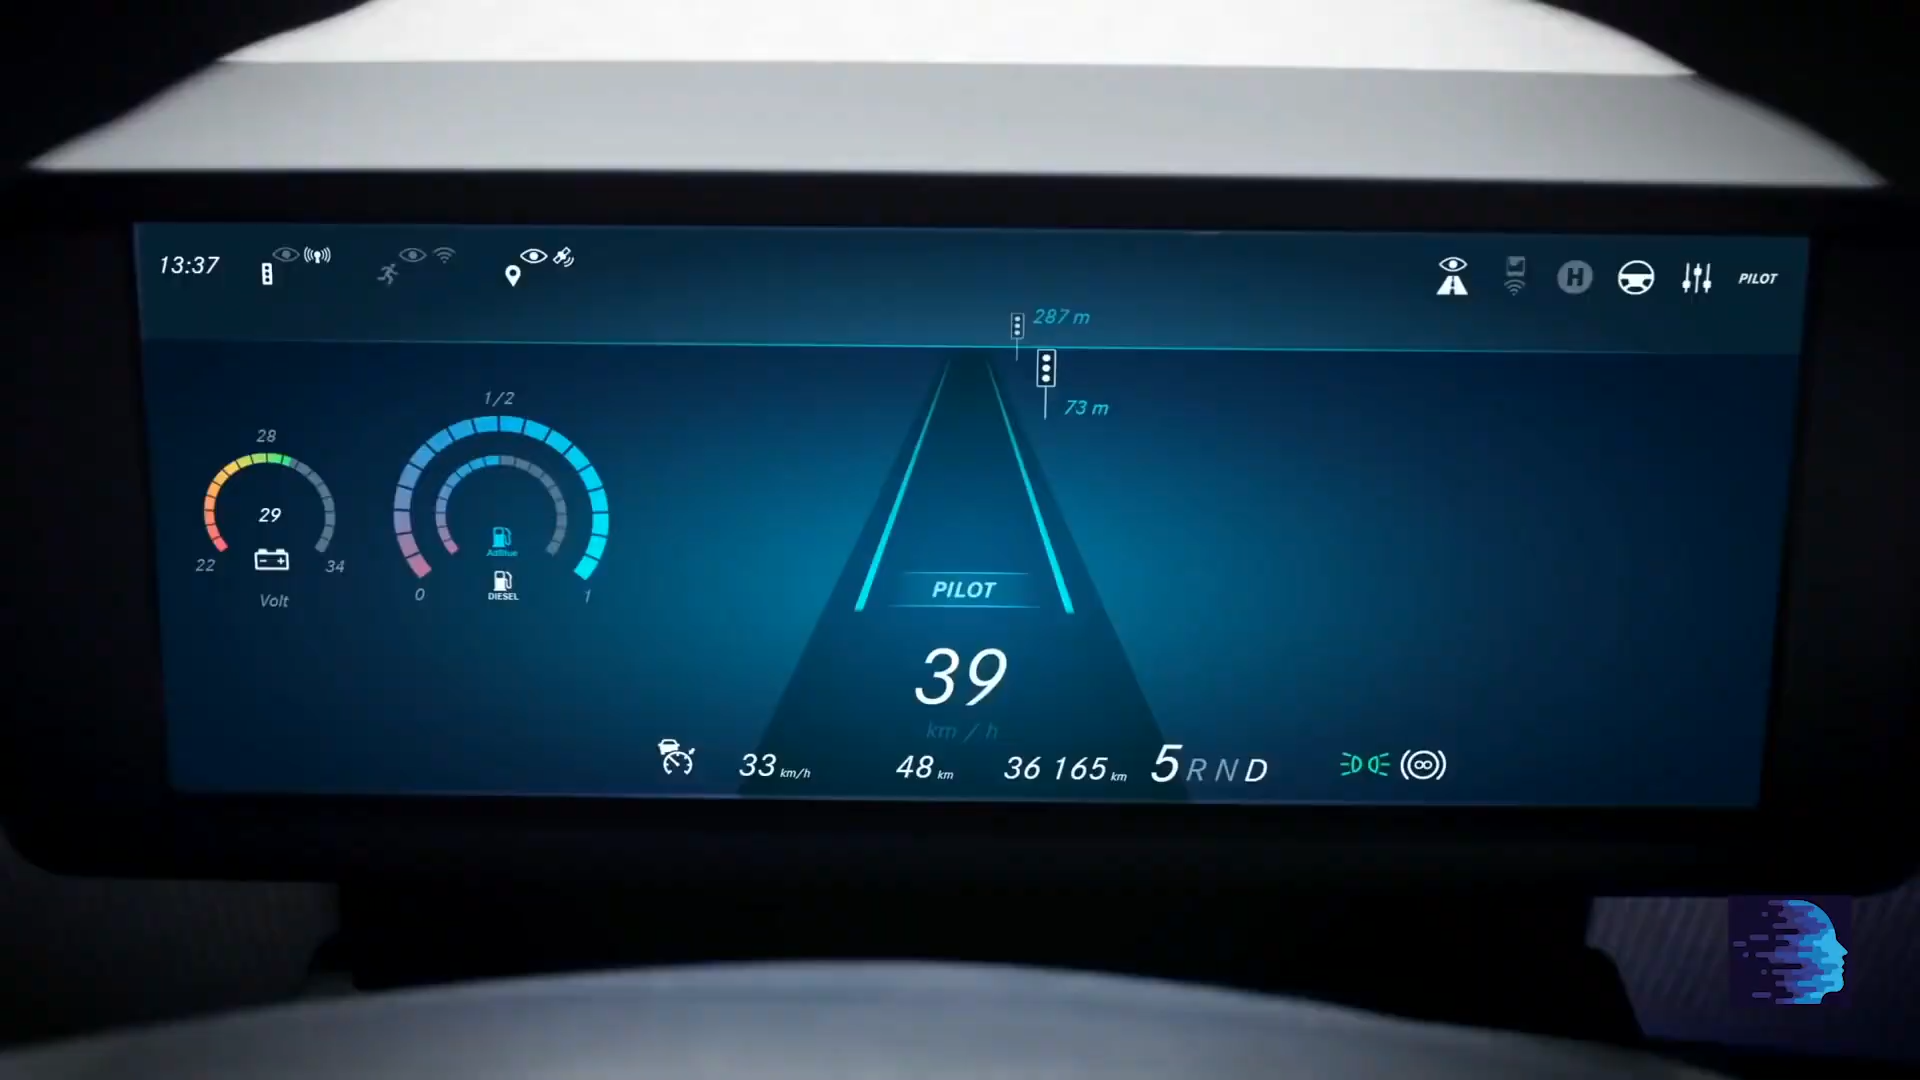 13:37
H
PILOT
287 m
73 m
1/2
28
29
22
34
Volt
AdBlue
DIESEL
0
1
PILOT
39
km / h
33 km/h
48 km
36 165 km
5 R N D